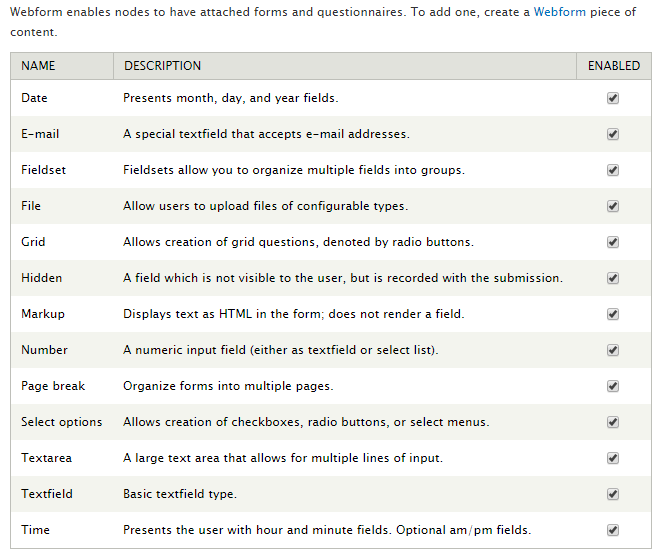 Webform enables nodes to have attached forms and questionnaires. To add one, create a Webform piece of
content.
NAME DESCRIPTION ENABLED
Date Presents month, day, and year fields.
E-mail A special textfield that accepts e-mail addresses.
Fieldset Fieldsets allow you to organize multiple fields into groups.
File Allow users to upload files of configurable types.
Grid Allows creation of grid questions, denoted by radio buttons.
Hidden A field which is not visible to the user, but is recorded with the submission.
Markup Displays text as HTML in the form; does not render a field.
Number A numeric input field (either as textfield or select list).
Page break Organize forms into multiple pages.
Select options Allows creation of checkboxes, radio buttons, or select menus.
Textarea A large text area that allows for multiple lines of input.
Textfield Basic textfield type.
Time Presents the user with hour and minute fields. Optional am/pm fields.